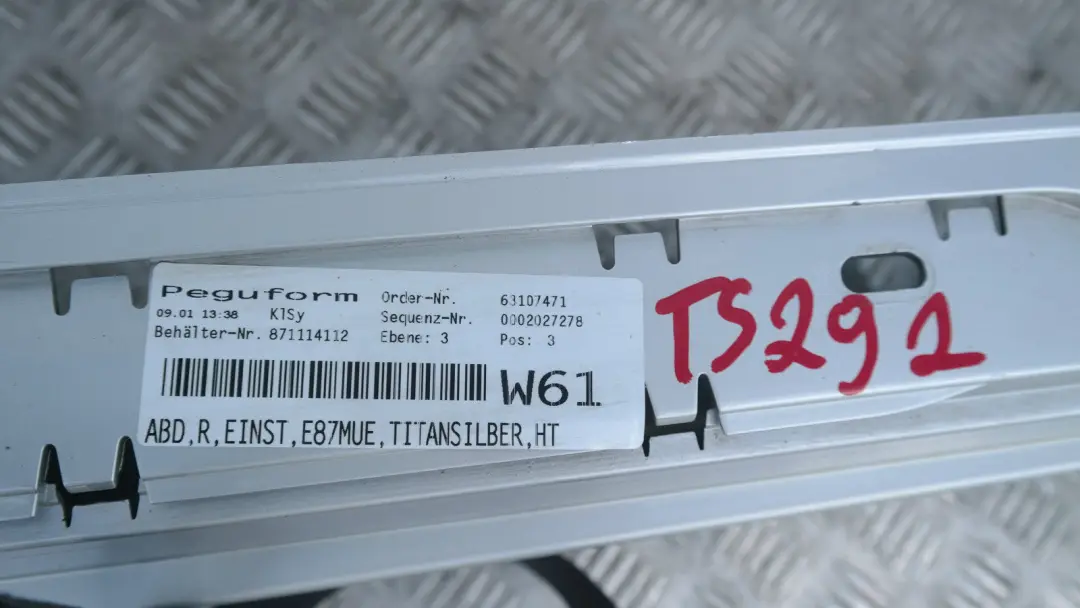 Peguform Order-Nr. 63107471
09.01 13:38 KlSy Sequenz-Nr. 0002027278
Behälter-Nr. 871114112 Ebene: 3 Pos: 3
W61
ABD,R,EINST,E87MUE,TITANSILBER,HT
TS292